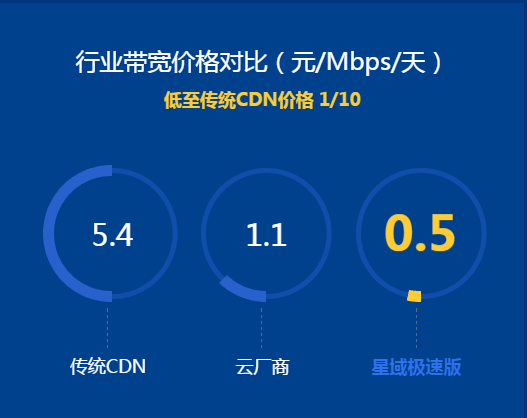 行业带宽价格对比（元/Mbps/天）
低至传统CDN价格 1/10
5.4
1.1
0.5
传统CDN
云厂商
星域极速版